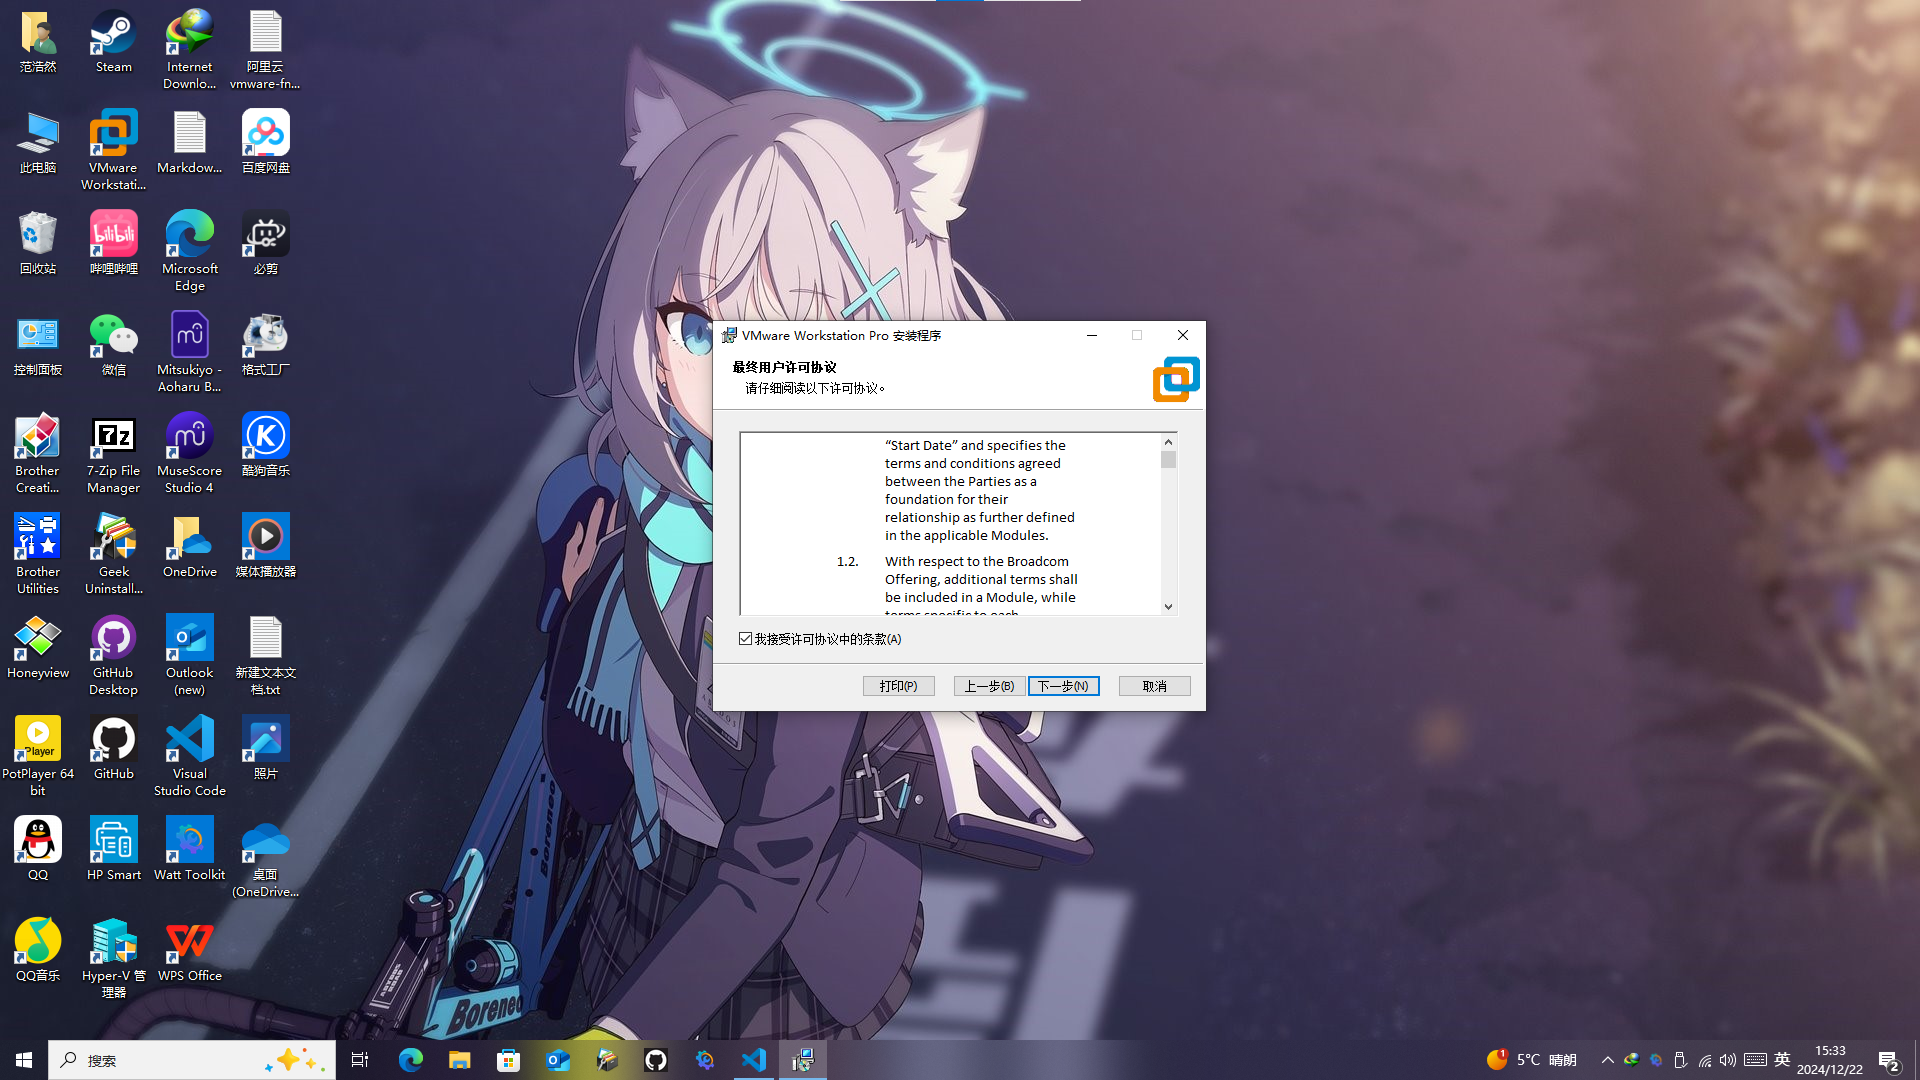 范浩然
Steam
Internet
Downlo...
阿里云
vmware-fn...
此电脑
VMware
Workstati...
Markdow...
百度网盘
回收站
bilibili
哔哩哔哩
Microsoft
Edge
必剪
控制面板
微信
Mitsukiyo -
Aoharu B...
格式工厂
Brother
Creati...
7z
7-Zip File
Manager
MuseScore
Studio 4
酷狗音乐
Brother
Utilities
Geek
Uninstall...
OneDrive
媒体播放器
Honeyview
GitHub
Desktop
Outlook
(new)
新建文本文
档.txt
Player
PotPlayer 64
bit
GitHub
Visual
Studio Code
照片
QQ
HP Smart
Watt Toolkit
桌面
(OneDrive...
QQ音乐
Hyper-V 管
理器
WPS Office
VMware Workstation Pro 安装程序
最终用户许可协议
请仔细阅读以下许可协议。
“Start Date” and specifies the
terms and conditions agreed
between the Parties as a
foundation for their
relationship as further defined
in the applicable Modules.
1.2. With respect to the Broadcom
Offering, additional terms shall
be included in a Module, while
terms specific to each
我接受许可协议中的条款(A)
打印(P)
上一步(B)
下一步(N)
取消
Boreneo
搜索
1
5°C 晴朗
英
15:33
2024/12/22
2